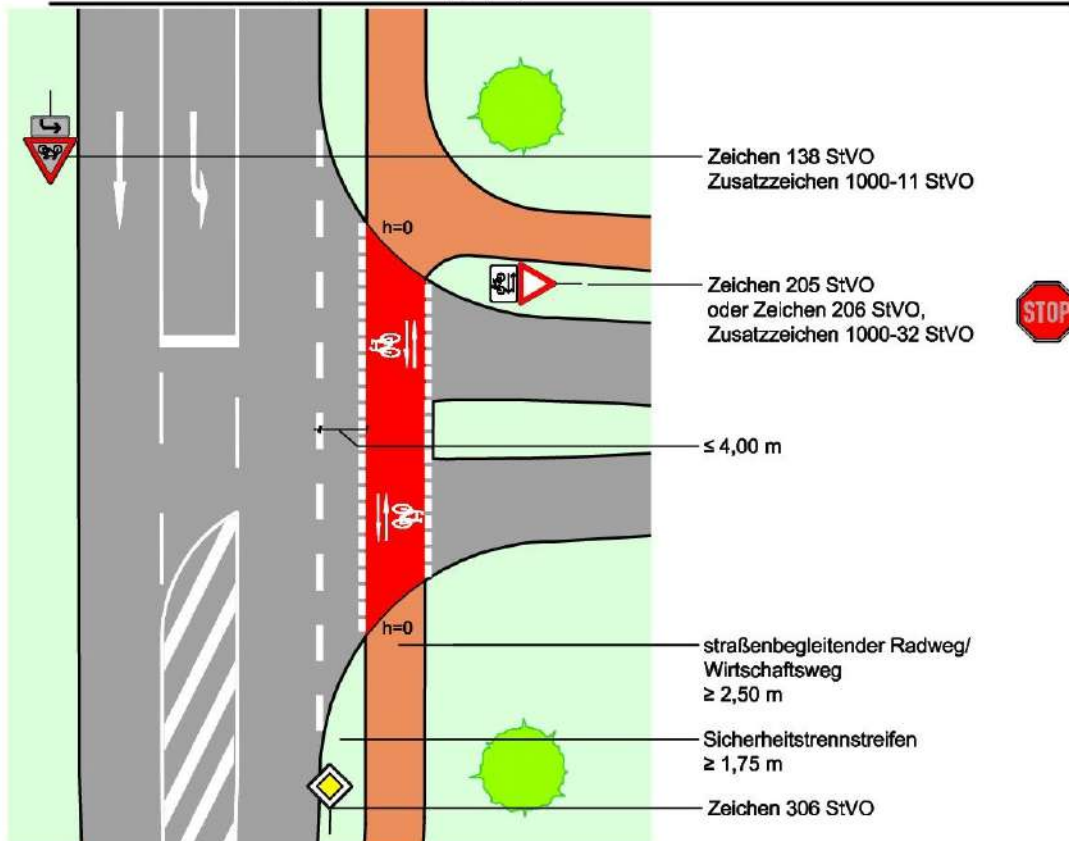 Zeichen 138 StVO
Zusatzzeichen 1000-11 StVO
h=0
Zeichen 205 StVO
oder Zeichen 206 StVO,
Zusatzzeichen 1000-32 StVO
STOP
≤ 4,00 m
h=0
straßenbegleitender Radweg/
Wirtschaftsweg
≥ 2,50 m
Sicherheitstrennstreifen
≥ 1,75 m
Zeichen 306 StVO